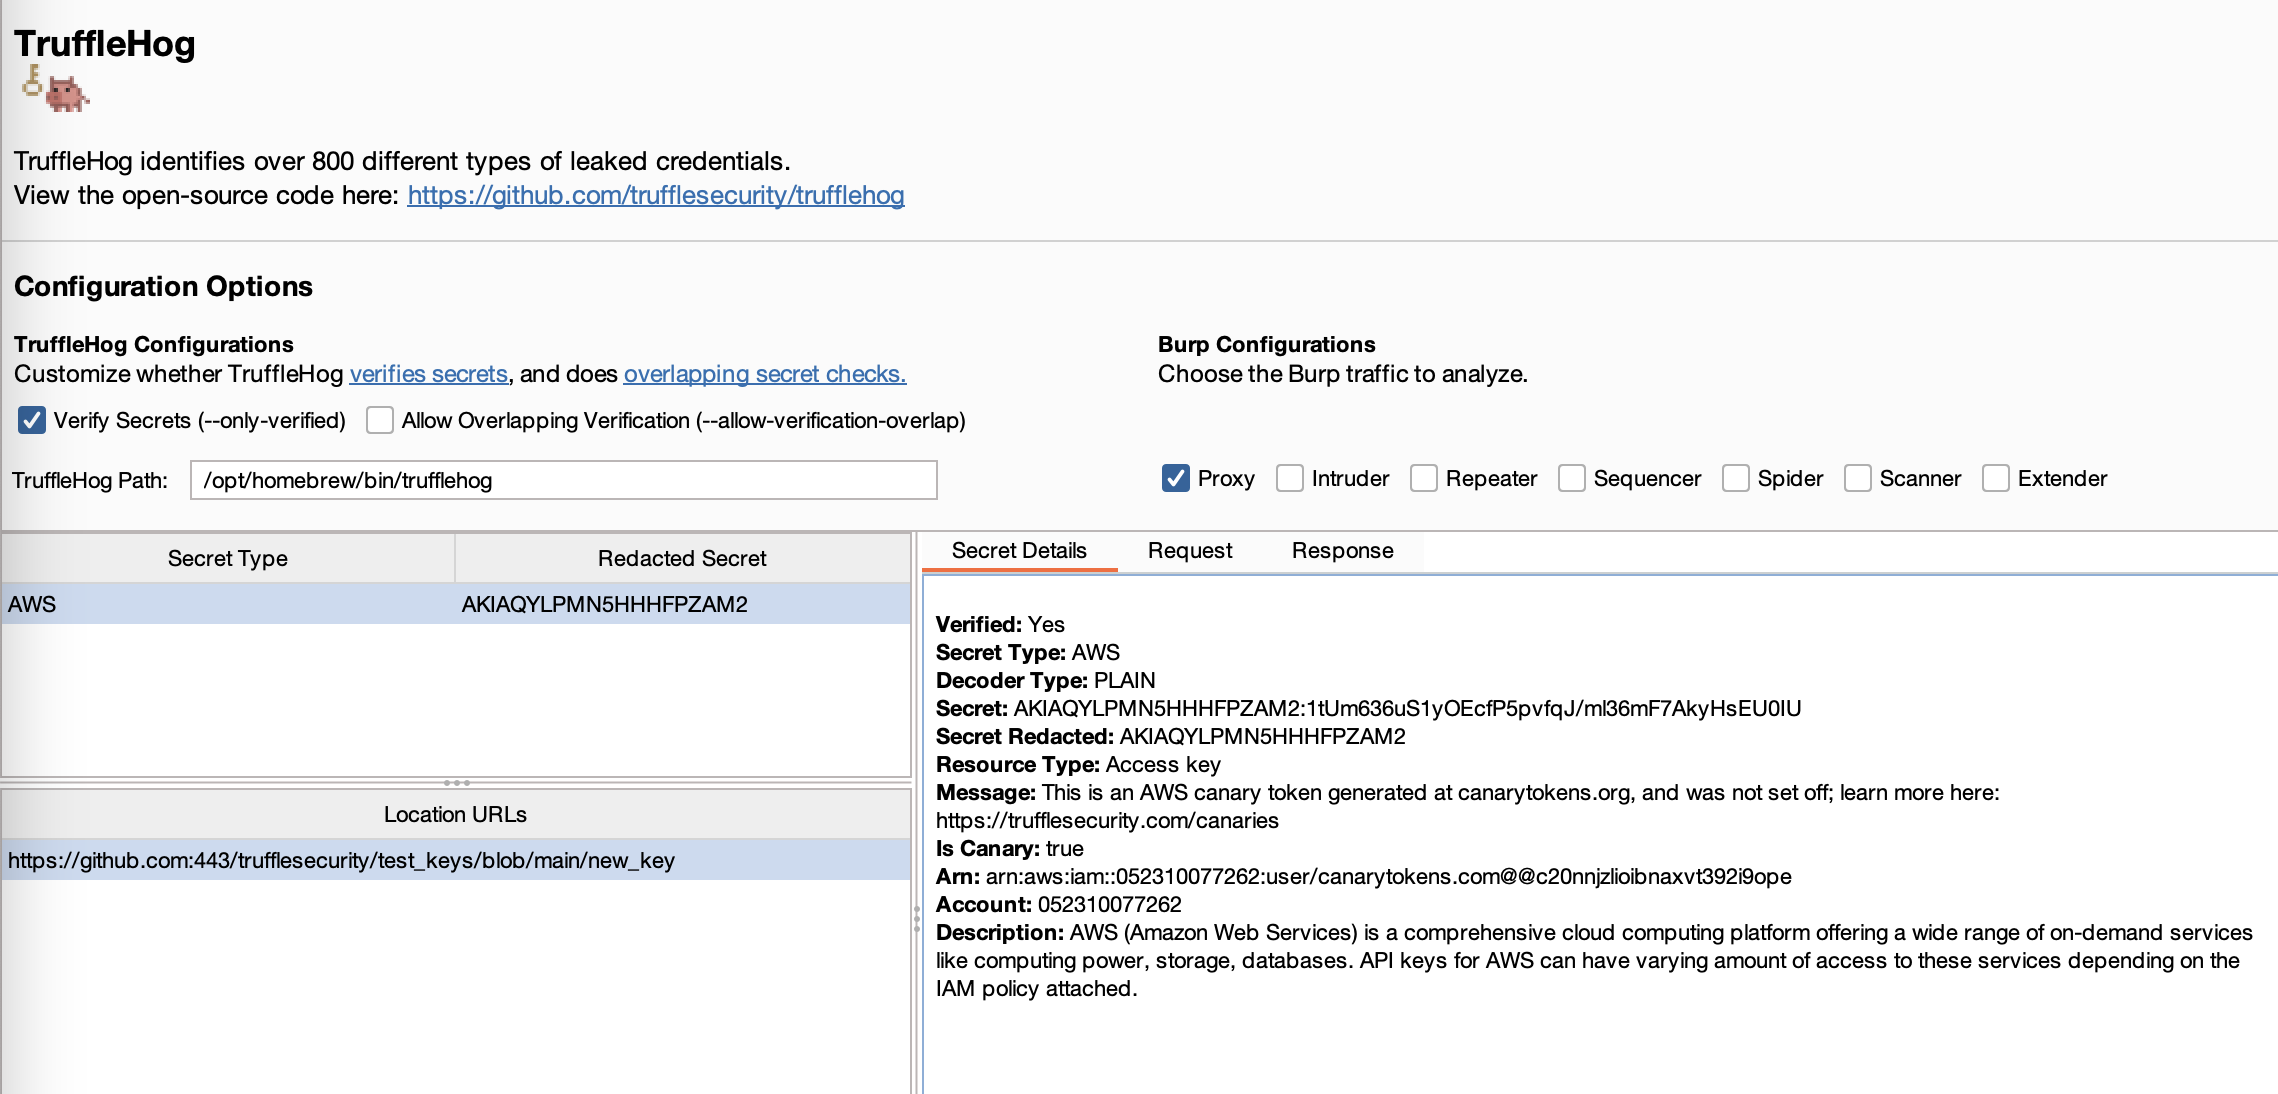 TruffleHog
TruffleHog identifies over 800 different types of leaked credentials.
View the open-source code here: https://github.com/trufflesecurity/trufflehog
Configuration Options
TruffleHog Configurations
Customize whether TruffleHog verifies secrets, and does overlapping secret checks.
Verify Secrets (--only-verified) Allow Overlapping Verification (--allow-verification-overlap)
TruffleHog Path: /opt/homebrew/bin/trufflehog
Burp Configurations
Choose the Burp traffic to analyze.
Proxy Intruder Repeater Sequencer Spider Scanner Extender
Secret Type Redacted Secret
AWS AKIAQYLPMN5HHHFPZAM2
Location URLs
https://github.com:443/trufflesecurity/test_keys/blob/main/new_key
Secret Details Request Response
Verified: Yes
Secret Type: AWS
Decoder Type: PLAIN
Secret: AKIAQYLPMN5HHHFPZAM2:1tUm636uS1yOEcfP5pvfqJ/ml36mF7AkyHsEU0IU
Secret Redacted: AKIAQYLPMN5HHHFPZAM2
Resource Type: Access key
Message: This is an AWS canary token generated at canarytokens.org, and was not set off; learn more here:
https://trufflesecurity.com/canaries
Is Canary: true
Arn: arn:aws:iam::052310077262:user/canarytokens.com@@c20nnjzlioibnaxvt392i9ope
Account: 052310077262
Description: AWS (Amazon Web Services) is a comprehensive cloud computing platform offering a wide range of on-demand services
like computing power, storage, databases. API keys for AWS can have varying amount of access to these services depending on the
IAM policy attached.